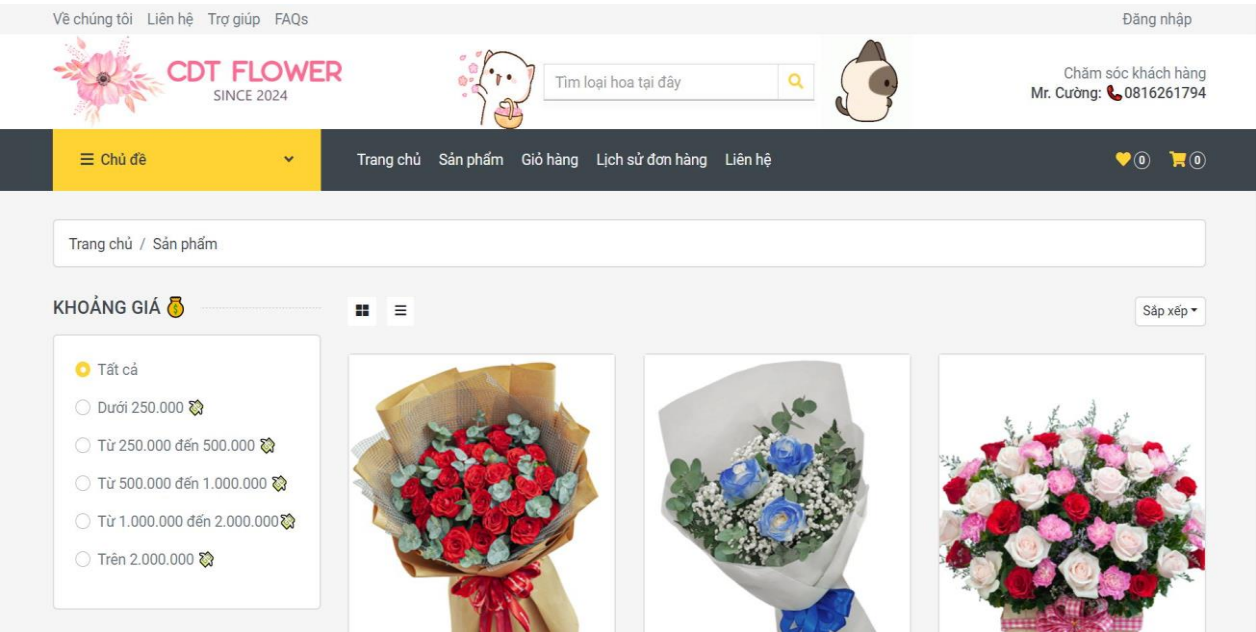 Về chúng tôi Liên hệ Trợ giúp FAQs Đăng nhập
CDT FLOWER
SINCE 2024
Tìm loại hoa tại đây
Chăm sóc khách hàng
Mr. Cường: 0816261794
Chủ đề
Trang chủ Sản phẩm Giỏ hàng Lịch sử đơn hàng Liên hệ 0 0
Trang chủ / Sản phẩm
KHOẢNG GIÁ
Sắp xếp
Tất cả
Dưới 250.000
Từ 250.000 đến 500.000
Từ 500.000 đến 1.000.000
Từ 1.000.000 đến 2.000.000
Trên 2.000.000